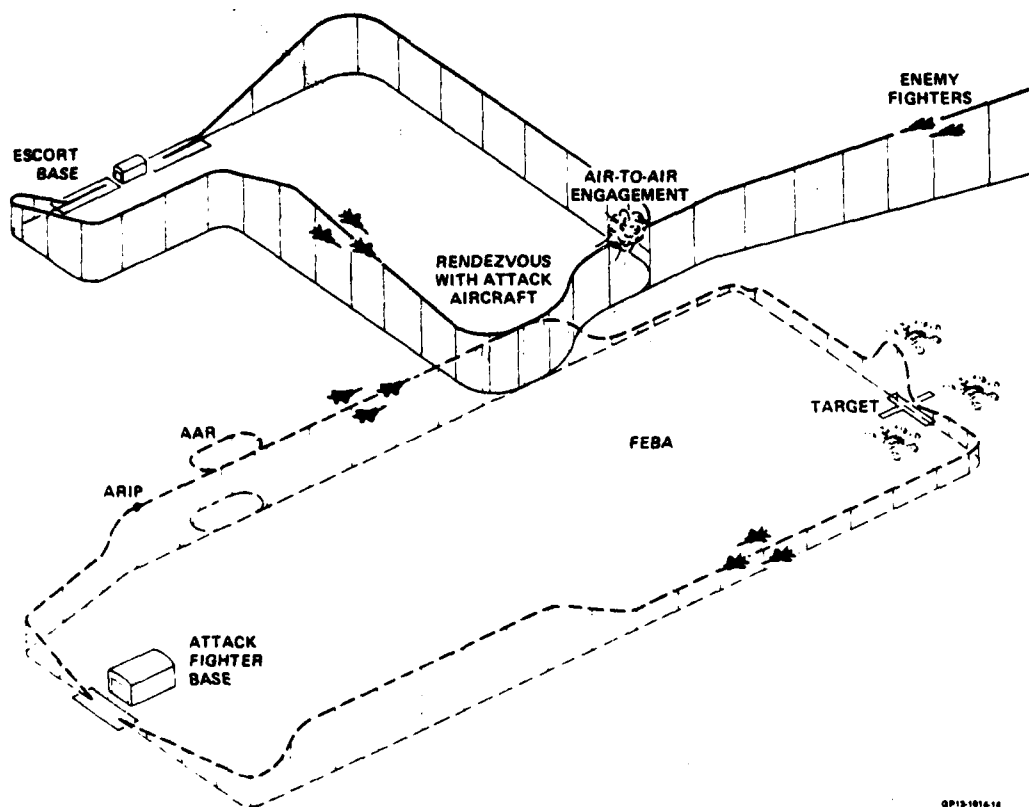 ENEMY
FIGHTERS
ESCORT
BASE
AIR-TO-AIR
ENGAGEMENT
RENDEZVOUS
WITH ATTACK
AIRCRAFT
TARGET
AAR
FEBA
ARIP
ATTACK
FIGHTER
BASE